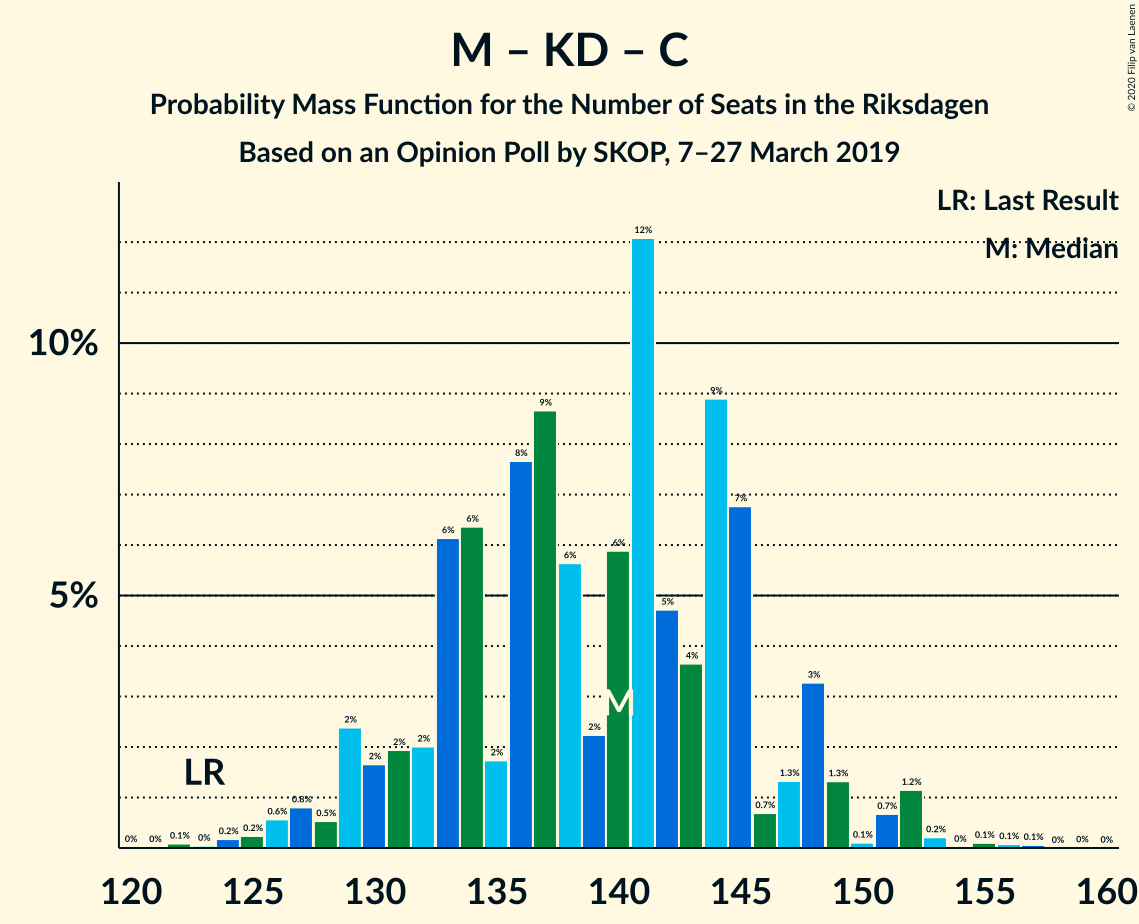 M – KD – C
Probability Mass Function for the Number of Seats in the Riksdagen
Based on an Opinion Poll by SKOP, 7–27 March 2019
© 2020 Filip van Laenen
LR: Last Result
M: Median
10%
5%
LR
M
0% 0% 0.1% 0% 0.2% 0.2% 0.6% 0.8% 0.5% 2% 2% 2% 2% 6% 6% 2% 8% 9% 6% 2% 6% 12% 5% 4% 9% 7% 0.7% 1.3% 3% 1.3% 0.1% 0.7% 1.2% 0.2% 0% 0.1% 0.1% 0.1% 0% 0% 0%
120 125 130 135 140 145 150 155 160